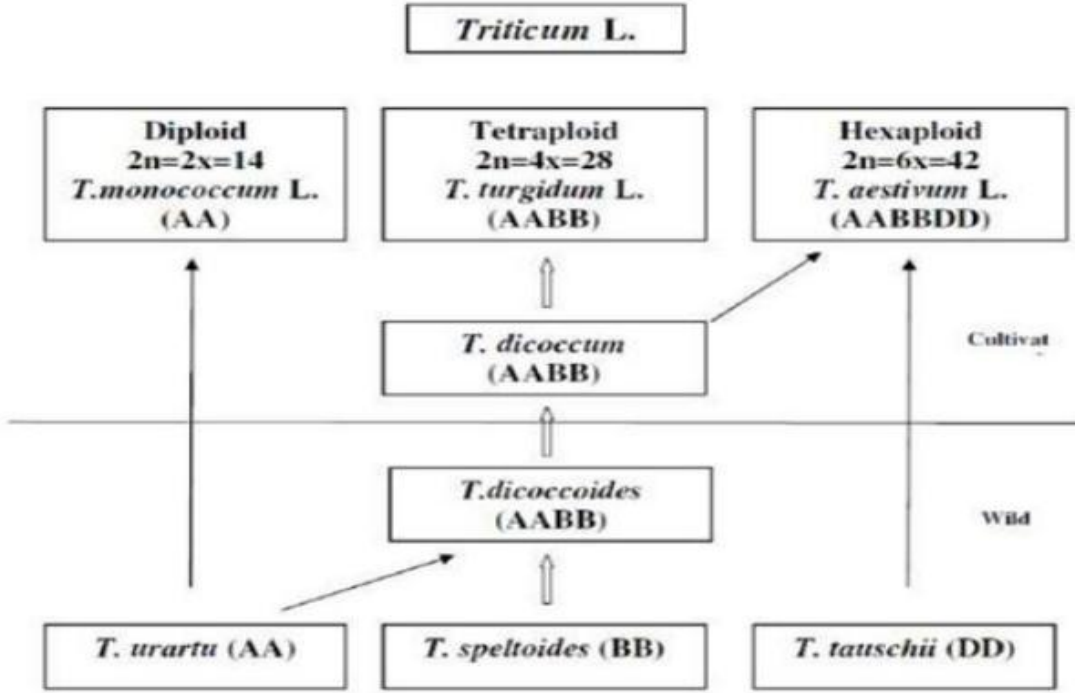 Triticum L.
Diploid
2n=2x=14
T.monococcum L.
(AA)
Tetraploid
2n=4x=28
T. turgidum L.
(AABB)
Hexaploid
2n=6x=42
T. aestivum L.
(AABBDD)
T. dicoccum
(AABB)
Cultivat
T.dicoccoides
(AABB)
Wild
T. urartu (AA)
T. speltoides (BB)
T. tauschii (DD)